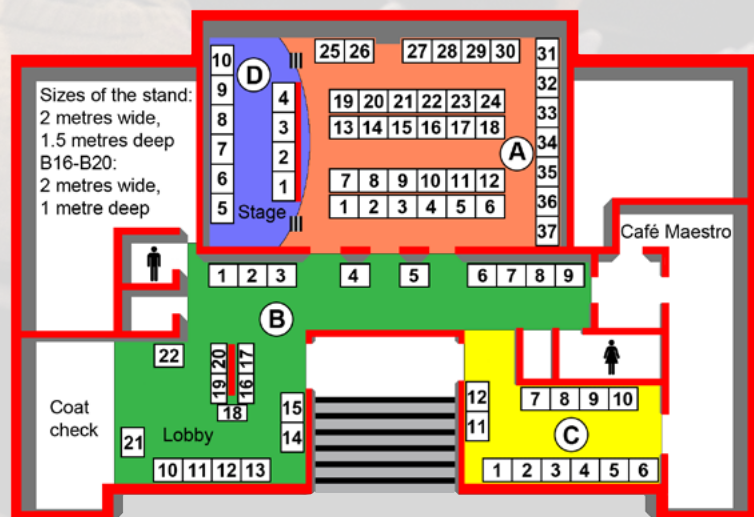 10
9
8
7
6
5
D
4
3
2
1
Stage
25 26
27 28 29 30
31
32
33
34
35
36
37
19 20 21 22 23 24
13 14 15 16 17 18
A
7 8 9 10 11 12
1 2 3 4 5 6
Sizes of the stand:
2 metres wide,
1.5 metres deep
B16-B20:
2 metres wide,
1 metre deep
Café Maestro
1 2 3
4
5
6 7 8 9
B
22
20
19
17
16
18
15
14
21
Lobby
10 11 12 13
Coat
check
12
11
7 8 9 10
C
1 2 3 4 5 6